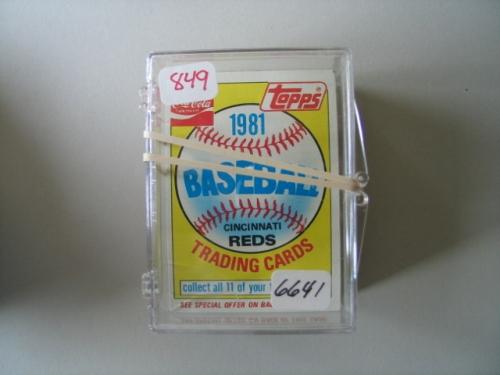 849
Coca-Cola
TOPPS
1981
BASEBALL
CINCINNATI
REDS
TRADING CARDS
collect all 11 of your
6641
SEE SPECIAL OFFER ON BA